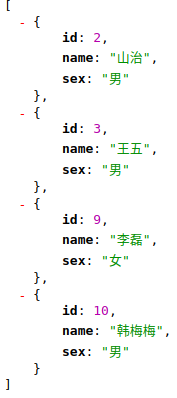 [
- {
id: 2,
name: "山治",
sex: "男"
},
- {
id: 3,
name: "王五",
sex: "男"
},
- {
id: 9,
name: "李磊",
sex: "女"
},
- {
id: 10,
name: "韩梅梅",
sex: "男"
}
]